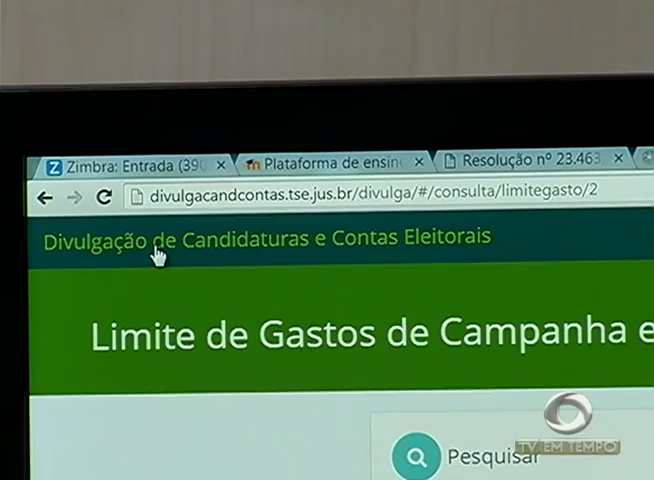 Zimbra: Entrada (390
Plataforma de ensin
Resolução nº 23.463
divulgacandcontas.tse.jus.br/divulga/#/consulta/limitegasto/2
Divulgação de Candidaturas e Contas Eleitorais
Limite de Gastos de Campanha e
Pesquisar
TV EM TEMPO